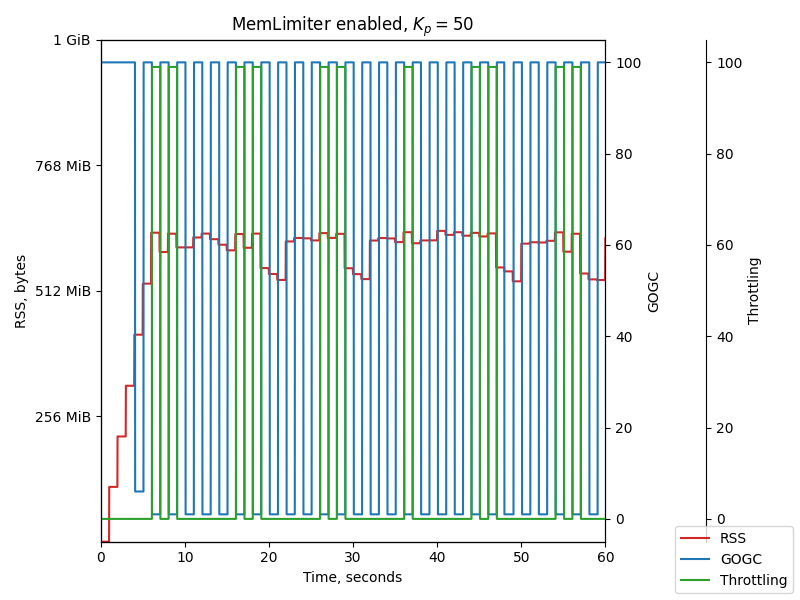 MemLimiter enabled, $K_p = 50$
1 GiB
768 MiB
512 MiB
256 MiB
RSS, bytes
0
10
20
30
40
50
60
Time, seconds
100
80
60
40
20
0
GOGC
100
80
60
40
20
0
Throttling
RSS
GOGC
Throttling